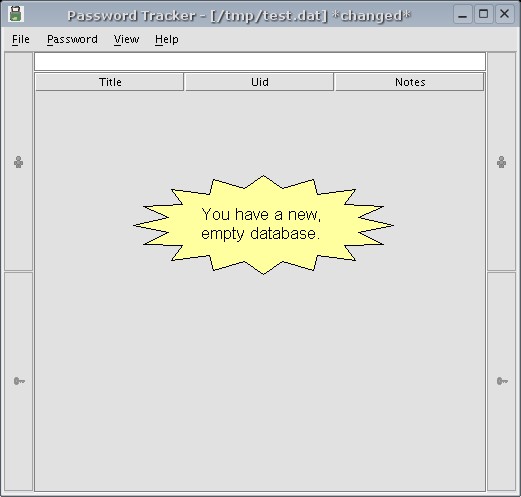 Password Tracker - [/tmp/test.dat] *changed*
File Password View Help
Title Uid Notes
You have a new,
empty database.